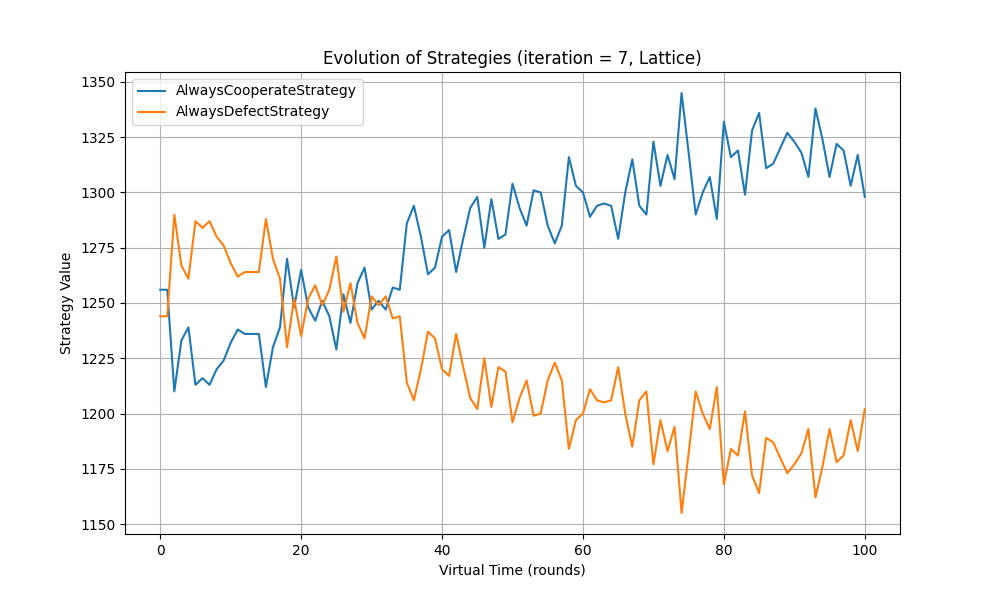 Evolution of Strategies (iteration = 7, Lattice)
AlwaysCooperateStrategy
AlwaysDefectStrategy
Strategy Value
1350
1325
1300
1275
1250
1225
1200
1175
1150
0 20 40 60 80 100
Virtual Time (rounds)